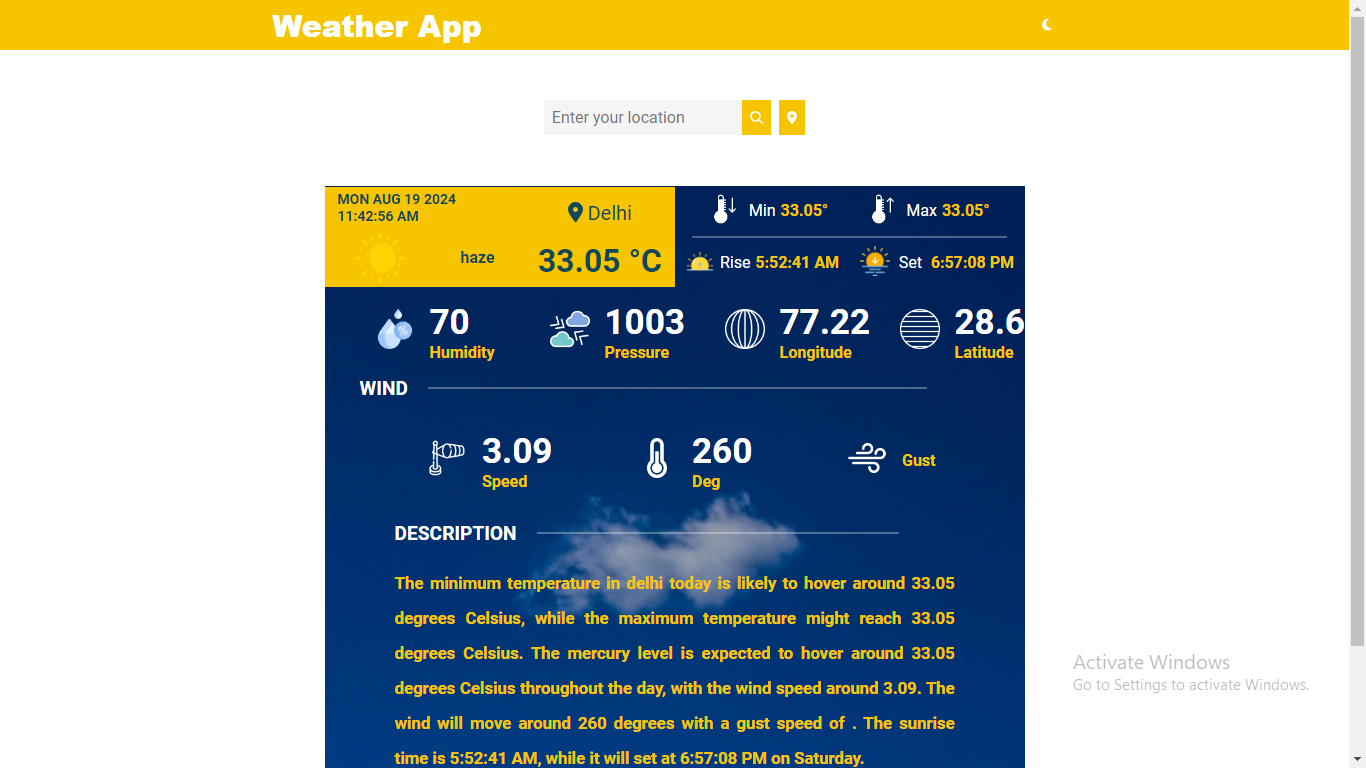 Weather App
Enter your location
MON AUG 19 2024
11:42:56 AM
Delhi
haze
33.05 °C
Min 33.05°
Max 33.05°
Rise 5:52:41 AM
Set 6:57:08 PM
%
70
Humidity
1003
Pressure
77.22
Longitude
28.6
Latitude
WIND
3.09
Speed
260
Deg
Gust
DESCRIPTION
The minimum temperature in delhi today is likely to hover around 33.05
degrees Celsius, while the maximum temperature might reach 33.05
degrees Celsius. The mercury level is expected to hover around 33.05
degrees Celsius throughout the day, with the wind speed around 3.09. The
wind will move around 260 degrees with a gust speed of . The sunrise
time is 5:52:41 AM, while it will set at 6:57:08 PM on Saturday.
Activate Windows
Go to Settings to activate Windows.